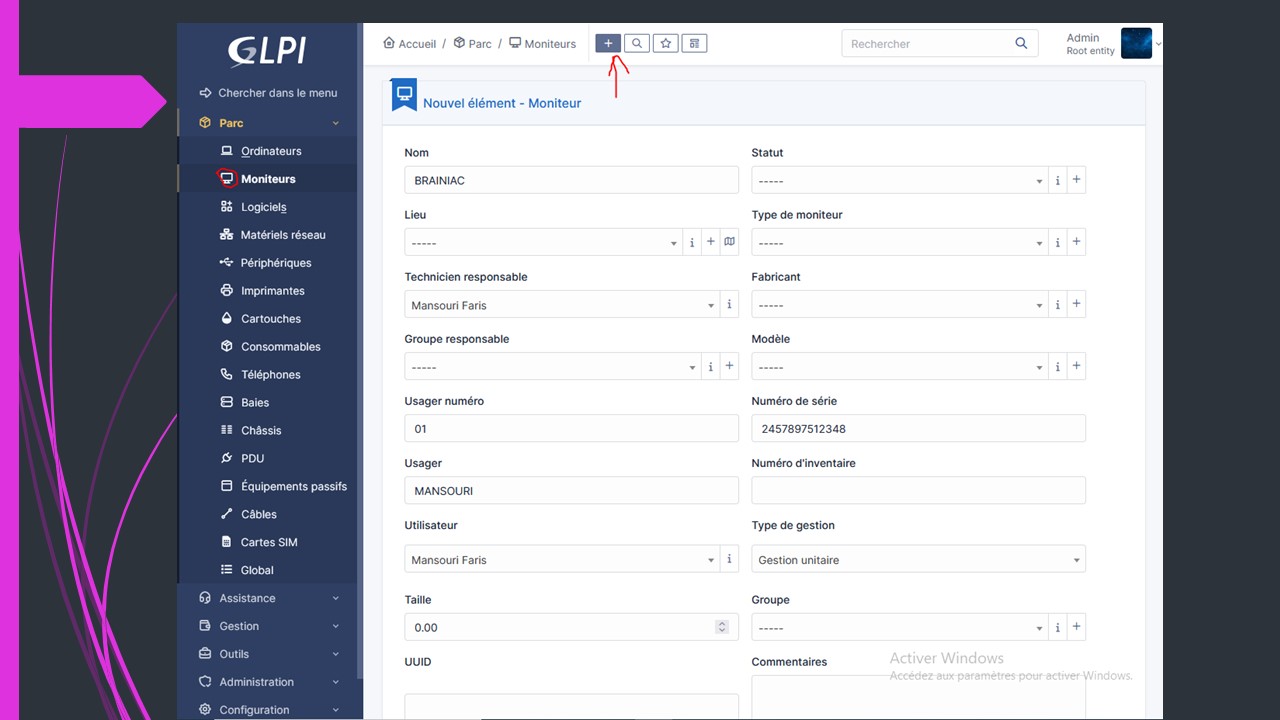 GLPI
Chercher dans le menu
Parc
Ordinateurs
Moniteurs
Logiciels
Matériels réseau
Périphériques
Imprimantes
Cartouches
Consommables
Téléphones
Baies
Châssis
PDU
Équipements passifs
Câbles
Cartes SIM
Global
Assistance
Gestion
Outils
Administration
Configuration
Accueil / Parc / Moniteurs
Rechercher
Admin
Root entity
Nouvel élément - Moniteur
Nom
BRAINIAC
Statut
-----
Lieu
-----
Type de moniteur
-----
Technicien responsable
Mansouri Faris
Fabricant
-----
Groupe responsable
-----
Modèle
-----
Usager numéro
01
Numéro de série
2457897512348
Usager
MANSOURI
Numéro d'inventaire
Utilisateur
Mansouri Faris
Type de gestion
Gestion unitaire
Taille
0.00
Groupe
-----
UUID
Commentaires
Activer Windows
Accédez aux paramètres pour activer Windows.